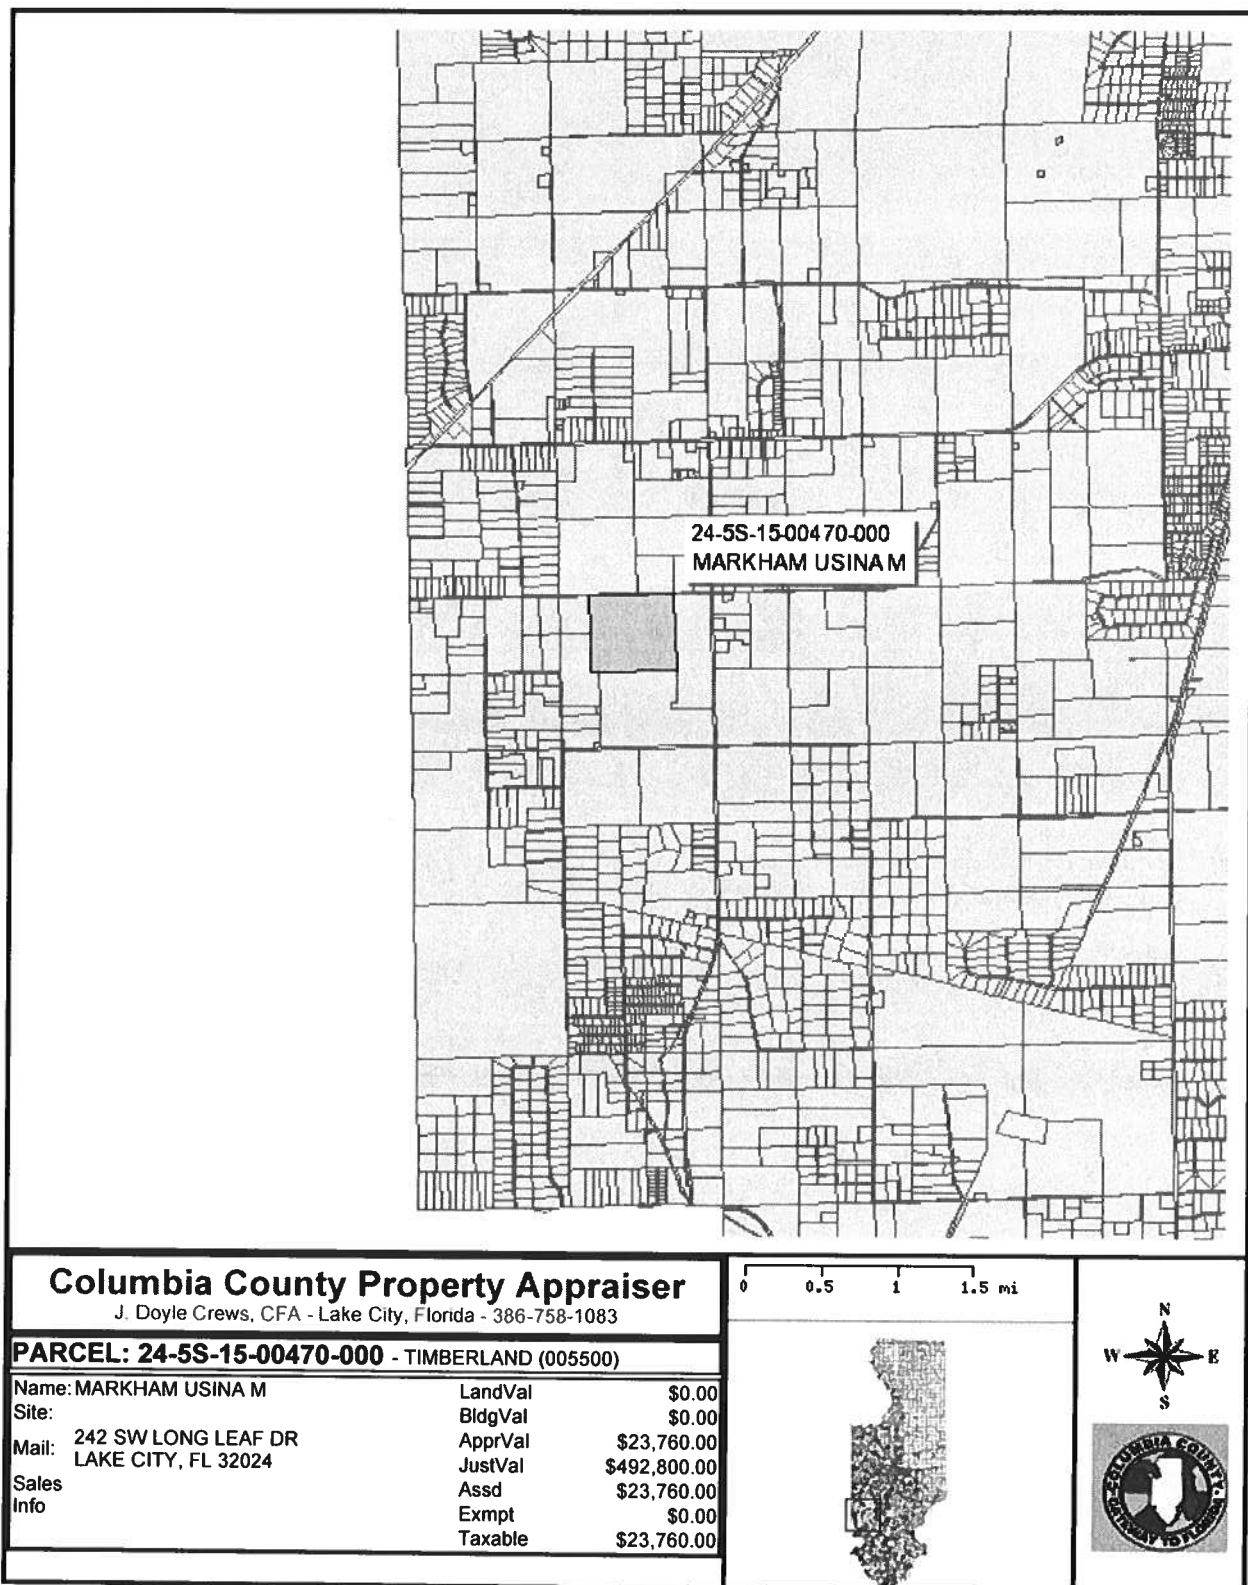 24-5S-15-00470-000
MARKHAM USINA M
Columbia County Property Appraiser
J. Doyle Crews, CFA - Lake City, Florida - 386-758-1083
PARCEL: 24-5S-15-00470-000 - TIMBERLAND (005500)
Name: MARKHAM USINA M
Site:
Mail: 242 SW LONG LEAF DR
LAKE CITY, FL 32024
Sales
Info
LandVal $0.00
BldgVal $0.00
ApprVal $23,760.00
JustVal $492,800.00
Assd $23,760.00
Exmpt $0.00
Taxable $23,760.00
0 0.5 1 1.5 mi
N
W E
S
COLUMBIA COUNTY
GATEWAY TO FLORIDA